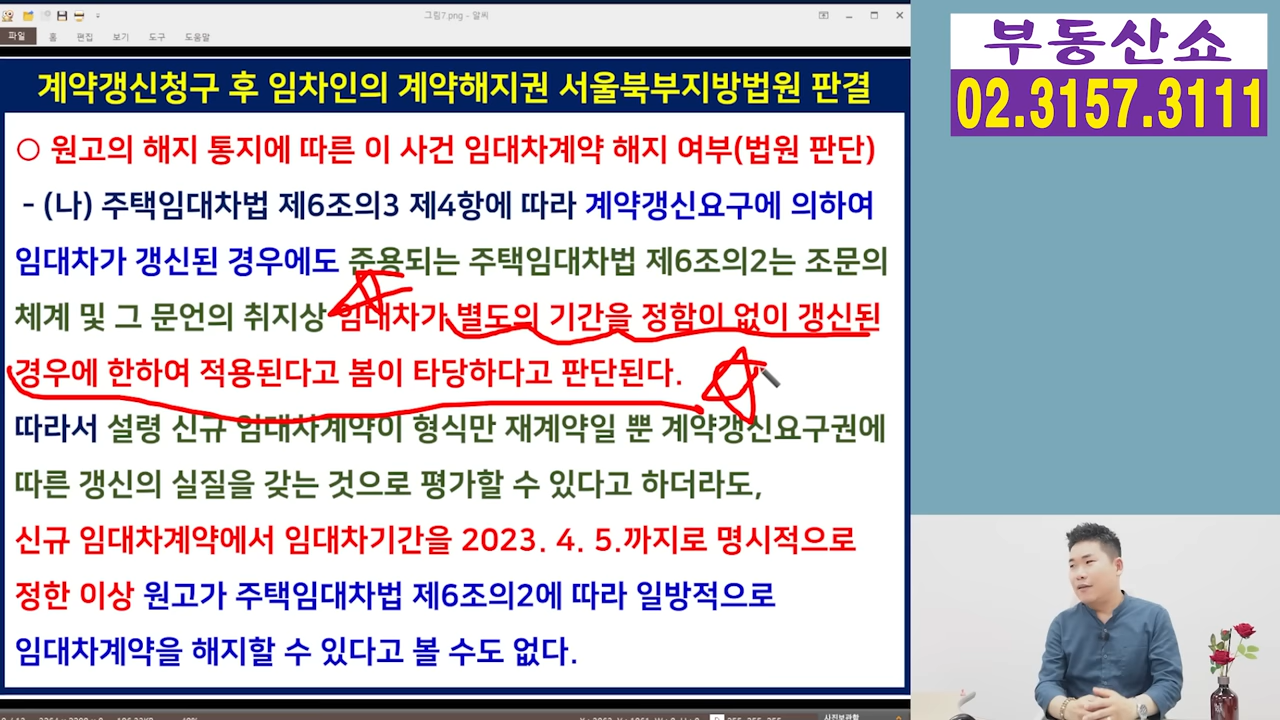 그림7.png - 알씨
파일 홈 편집 보기 도구 도움말
계약갱신청구 후 임차인의 계약해지권 서울북부지방법원 판결
○ 원고의 해지 통지에 따른 이 사건 임대차계약 해지 여부(법원 판단)
- (나) 주택임대차법 제6조의3 제4항에 따라 계약갱신요구에 의하여
임대차가 갱신된 경우에도 준용되는 주택임대차법 제6조의2는 조문의
체계 및 그 문언의 취지상 임대차가 별도의 기간을 정함이 없이 갱신된
경우에 한하여 적용된다고 봄이 타당하다고 판단된다.
따라서 설령 신규 임대차계약이 형식만 재계약일 뿐 계약갱신요구권에
따른 갱신의 실질을 갖는 것으로 평가할 수 있다고 하더라도,
신규 임대차계약에서 임대차기간을 2023. 4. 5.까지로 명시적으로
정한 이상 원고가 주택임대차법 제6조의2에 따라 일방적으로
임대차계약을 해지할 수 있다고 볼 수도 없다.
부동산쇼
02.3157.3111